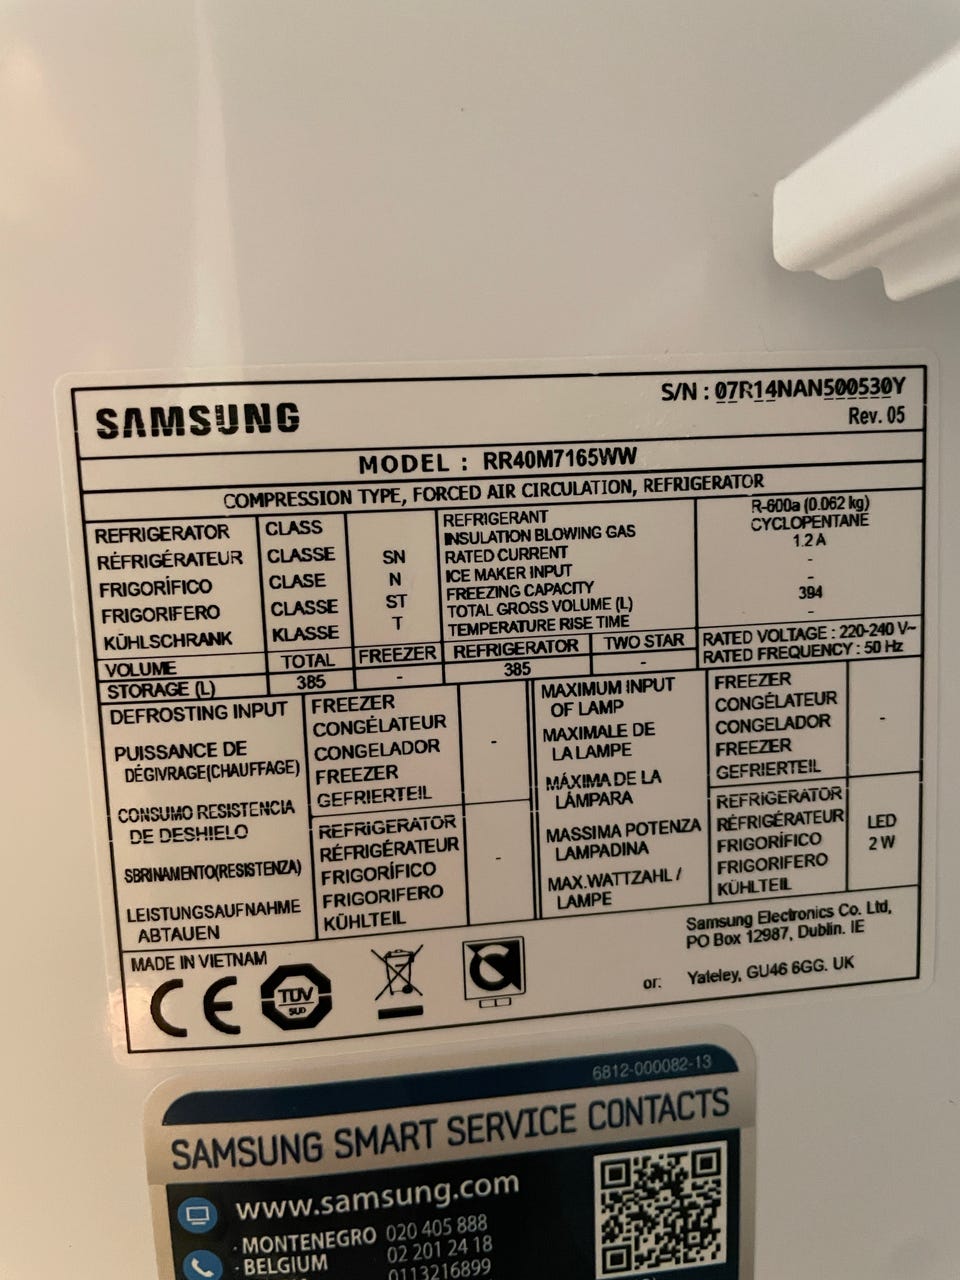 S/N : 07R14NAN500530Y
SAMSUNG
Rev. 05
MODEL : RR40M7165WW
COMPRESSION TYPE, FORCED AIR CIRCULATION, REFRIGERATOR
REFRIGERATOR
RÉFRIGÉRATEUR
FRIGORÍFICO
FRIGORIFERO
KÜHLSCHRANK
CLASS
CLASSE
CLASE
CLASSE
KLASSE
SN
N
ST
T
REFRIGERANT
INSULATION BLOWING GAS
RATED CURRENT
ICE MAKER INPUT
FREEZING CAPACITY
TOTAL GROSS VOLUME (L)
TEMPERATURE RISE TIME
R-600a (0.062 kg)
CYCLOPENTANE
1.2 A
-
-
394
-
VOLUME
STORAGE (L)
TOTAL
385
FREEZER
-
REFRIGERATOR
385
TWO STAR
-
RATED VOLTAGE : 220-240 V~
RATED FREQUENCY : 50 Hz
DEFROSTING INPUT
PUISSANCE DE
DÉGIVRAGE(CHAUFFAGE)
CONSUMO RESISTENCIA
DE DESHIELO
SBRINAMENTO(RESISTENZA)
LEISTUNGSAUFNAHME
ABTAUEN
FREEZER
CONGÉLATEUR
CONGELADOR
FREEZER
GEFRIERTEIL
-
REFRIGERATOR
RÉFRIGÉRATEUR
FRIGORÍFICO
FRIGORIFERO
KÜHLTEIL
-
MAXIMUM INPUT
OF LAMP
MAXIMALE DE
LA LAMPE
MÁXIMA DE LA
LÁMPARA
MASSIMA POTENZA
LAMPADINA
MAX.WATTZAHL /
LAMPE
FREEZER
CONGÉLATEUR
CONGELADOR
FREEZER
GEFRIERTEIL
-
REFRIGERATOR
RÉFRIGÉRATEUR
FRIGORÍFICO
FRIGORIFERO
KÜHLTEIL
LED
2 W
MADE IN VIETNAM
CE
TÜV
SÜD
Samsung Electronics Co. Ltd,
PO Box 12987, Dublin. IE
or: Yateley, GU46 6GG. UK
6812-000082-13
SAMSUNG SMART SERVICE CONTACTS
www.samsung.com
· MONTENEGRO 020 405 888
· BELGIUM 02 201 24 18
0113216899